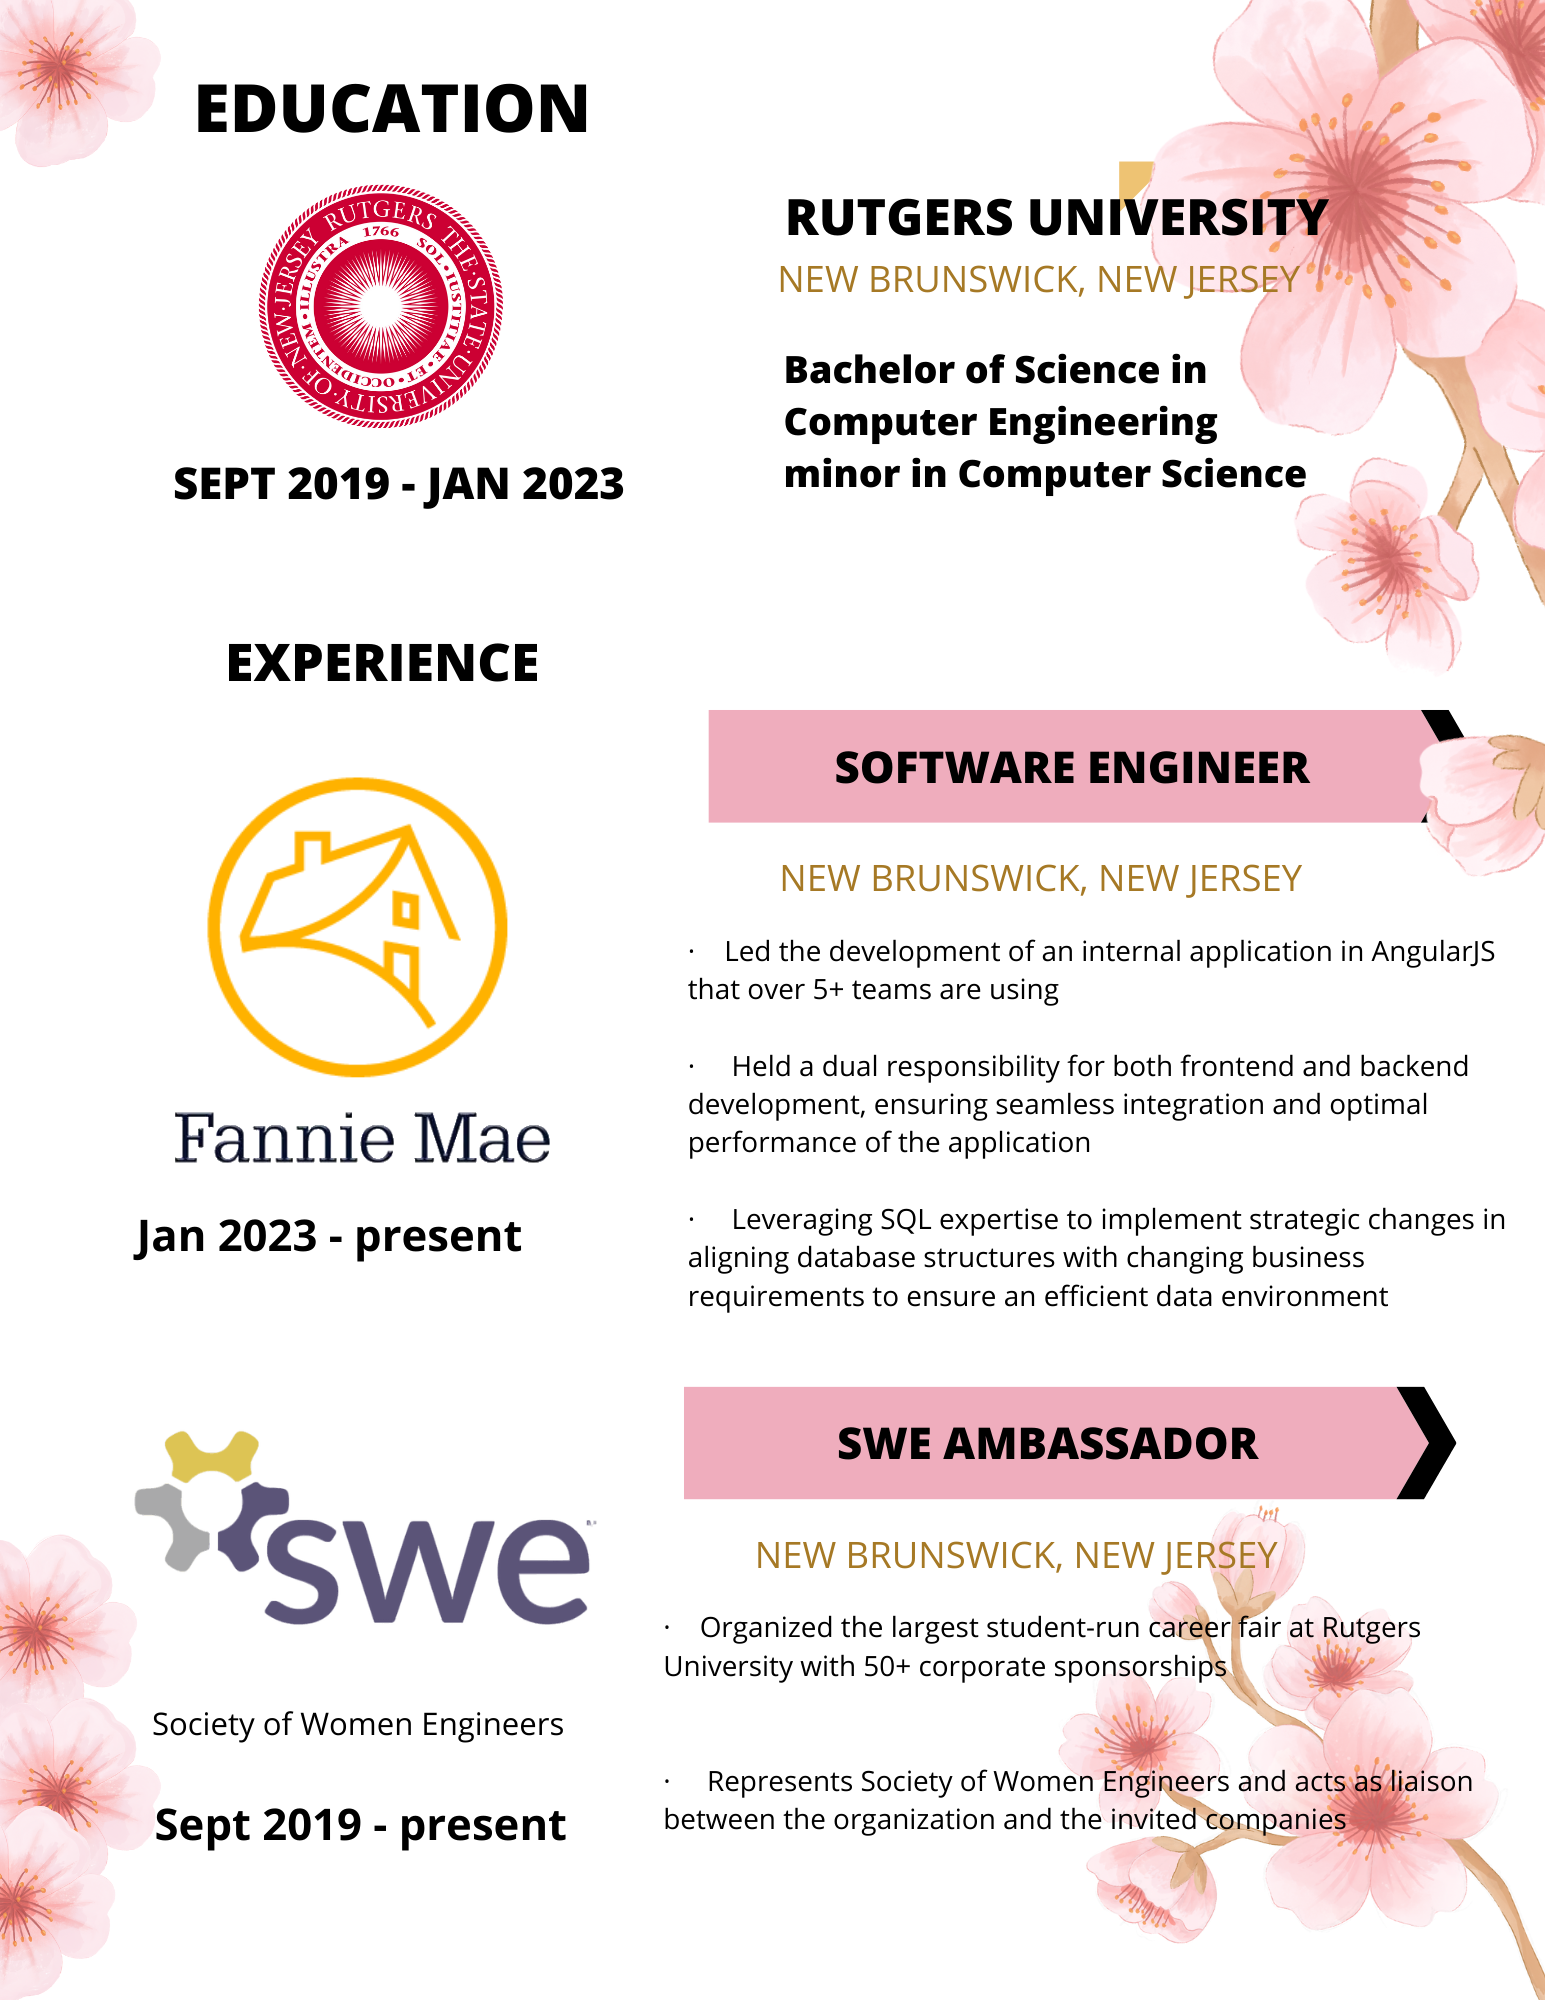 EDUCATION
RUTGERS THE·STATE·UNIVERSITY·OF·NEW·JERSEY
1766
SOL·IUSTITIAE·ET·OCCIDENTEM·ILLUSTRA
SEPT 2019 - JAN 2023
RUTGERS UNIVERSITY
NEW BRUNSWICK, NEW JERSEY
Bachelor of Science in
Computer Engineering
minor in Computer Science
EXPERIENCE
Fannie Mae
Jan 2023 - present
SOFTWARE ENGINEER
NEW BRUNSWICK, NEW JERSEY
· Led the development of an internal application in AngularJS
that over 5+ teams are using
· Held a dual responsibility for both frontend and backend
development, ensuring seamless integration and optimal
performance of the application
· Leveraging SQL expertise to implement strategic changes in
aligning database structures with changing business
requirements to ensure an efficient data environment
swe
Society of Women Engineers
Sept 2019 - present
SWE AMBASSADOR
NEW BRUNSWICK, NEW JERSEY
· Organized the largest student-run career fair at Rutgers
University with 50+ corporate sponsorships
· Represents Society of Women Engineers and acts as liaison
between the organization and the invited companies